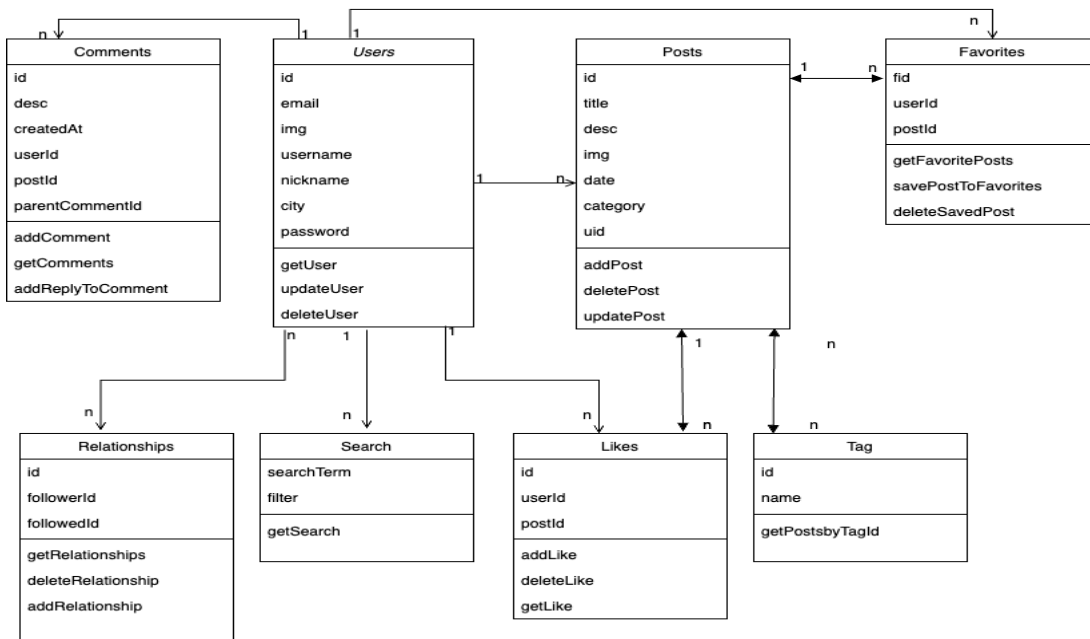 n
1
1
n
Comments
id
desc
createdAt
userId
postId
parentCommentId
addComment
getComments
addReplyToComment
Users
id
email
img
username
nickname
city
password
getUser
updateUser
deleteUser
1
n
Posts
id
title
desc
img
date
category
uid
addPost
deletePost
updatePost
1
n
Favorites
fid
userId
postId
getFavoritePosts
savePostToFavorites
deleteSavedPost
n
1
1
1
n
n
n
n
n
n
Relationships
id
followerId
followedId
getRelationships
deleteRelationship
addRelationship
Search
searchTerm
filter
getSearch
Likes
id
userId
postId
addLike
deleteLike
getLike
Tag
id
name
getPostsbyTagId